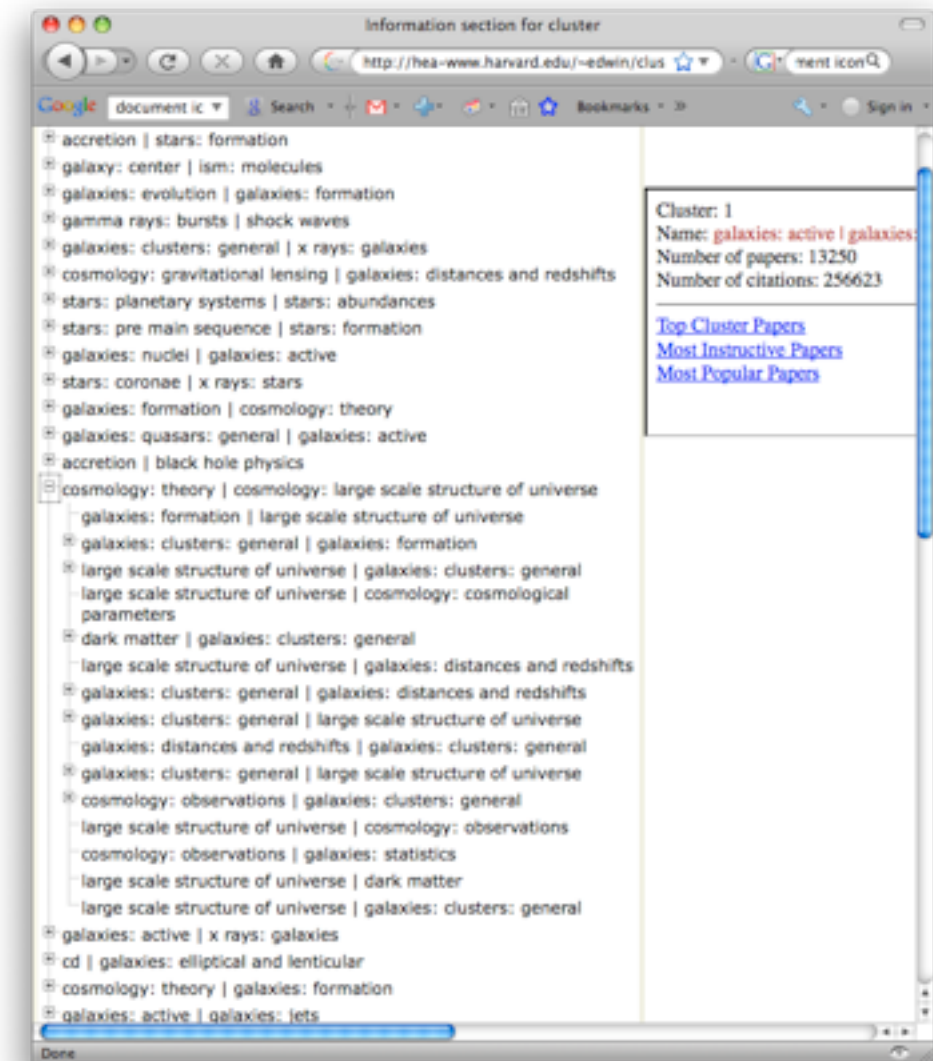 Information section for cluster
http://hea-www.harvard.edu/~edwin/clus
ment icon
Google document ic Search Bookmarks Sign in
accretion | stars: formation
galaxy: center | ism: molecules
galaxies: evolution | galaxies: formation
gamma rays: bursts | shock waves
galaxies: clusters: general | x rays: galaxies
cosmology: gravitational lensing | galaxies: distances and redshifts
stars: planetary systems | stars: abundances
stars: pre main sequence | stars: formation
galaxies: nuclei | galaxies: active
stars: coronae | x rays: stars
galaxies: formation | cosmology: theory
galaxies: quasars: general | galaxies: active
accretion | black hole physics
cosmology: theory | cosmology: large scale structure of universe
galaxies: formation | large scale structure of universe
galaxies: clusters: general | galaxies: formation
large scale structure of universe | galaxies: clusters: general
large scale structure of universe | cosmology: cosmological
parameters
dark matter | galaxies: clusters: general
large scale structure of universe | galaxies: distances and redshifts
galaxies: clusters: general | galaxies: distances and redshifts
galaxies: clusters: general | large scale structure of universe
galaxies: distances and redshifts | galaxies: clusters: general
galaxies: clusters: general | large scale structure of universe
cosmology: observations | galaxies: clusters: general
large scale structure of universe | cosmology: observations
cosmology: observations | galaxies: statistics
large scale structure of universe | dark matter
large scale structure of universe | galaxies: clusters: general
galaxies: active | x rays: galaxies
cd | galaxies: elliptical and lenticular
cosmology: theory | galaxies: formation
galaxies: active | galaxies: jets
Cluster: 1
Name: galaxies: active | galaxies:
Number of papers: 13250
Number of citations: 256623
Top Cluster Papers
Most Instructive Papers
Most Popular Papers
Done